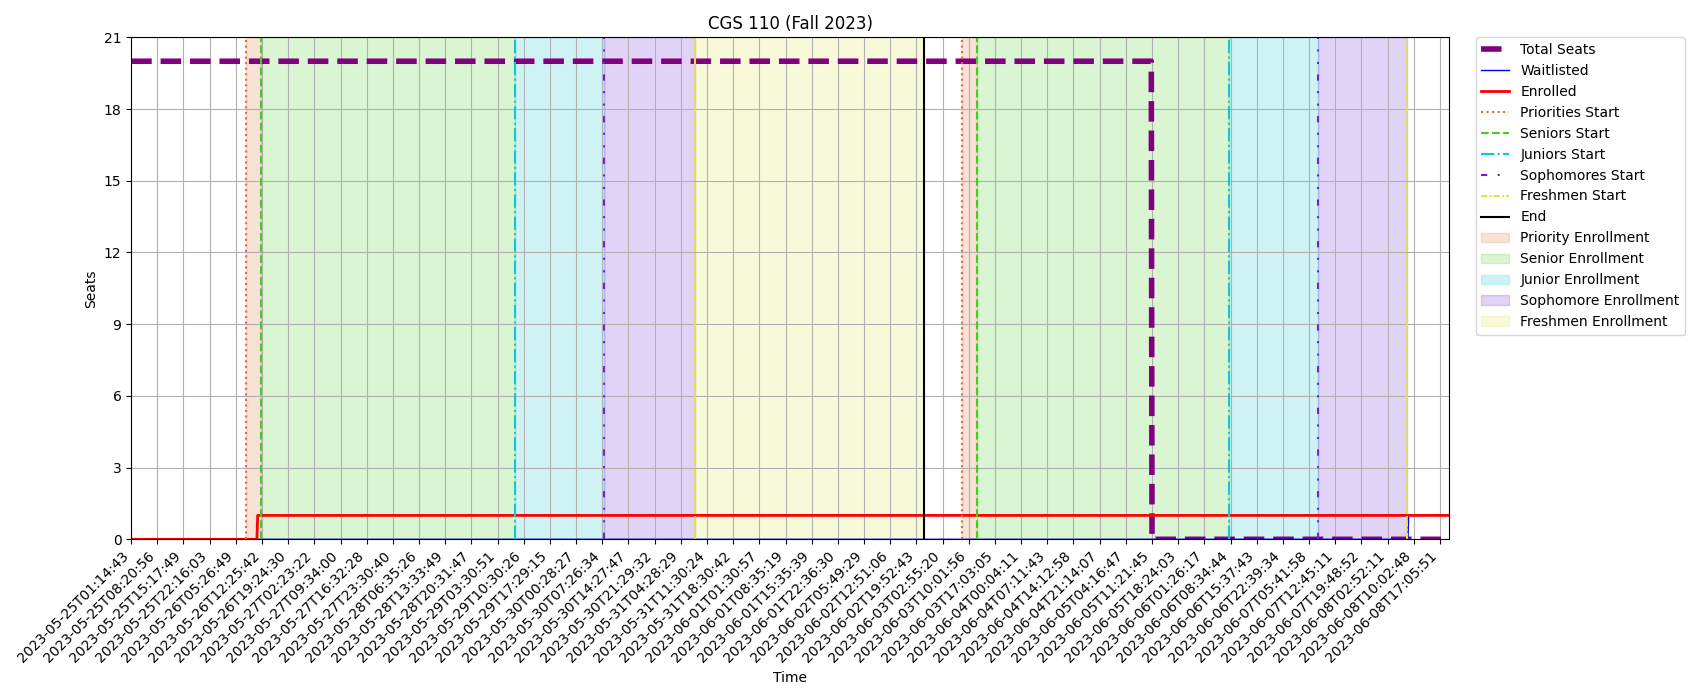 CGS 110 (Fall 2023)
21
18
15
12
9
6
3
0
Seats
2023-05-25T01:14:43
2023-05-25T08:20:56
2023-05-25T15:17:49
2023-05-25T22:16:03
2023-05-26T05:26:49
2023-05-26T12:25:42
2023-05-26T19:24:30
2023-05-27T02:23:22
2023-05-27T09:34:00
2023-05-27T16:32:28
2023-05-27T23:30:40
2023-05-28T06:35:26
2023-05-28T13:33:49
2023-05-28T20:31:47
2023-05-29T03:30:51
2023-05-29T10:30:26
2023-05-29T17:29:15
2023-05-30T00:28:27
2023-05-30T07:26:34
2023-05-30T14:27:47
2023-05-30T21:29:32
2023-05-31T04:28:29
2023-05-31T11:30:24
2023-05-31T18:30:42
2023-06-01T01:30:57
2023-06-01T08:35:19
2023-06-01T15:35:39
2023-06-01T22:36:30
2023-06-02T05:49:29
2023-06-02T12:51:06
2023-06-02T19:52:43
2023-06-03T02:55:20
2023-06-03T10:01:56
2023-06-03T17:03:05
2023-06-04T00:04:11
2023-06-04T07:11:43
2023-06-04T14:12:58
2023-06-04T21:14:07
2023-06-05T04:16:47
2023-06-05T11:21:45
2023-06-05T18:24:03
2023-06-06T01:26:17
2023-06-06T08:34:44
2023-06-06T15:37:43
2023-06-06T22:39:34
2023-06-07T05:41:58
2023-06-07T12:45:11
2023-06-07T19:48:52
2023-06-08T02:52:11
2023-06-08T10:02:48
2023-06-08T17:05:51
Time
Total Seats
Waitlisted
Enrolled
Priorities Start
Seniors Start
Juniors Start
Sophomores Start
Freshmen Start
End
Priority Enrollment
Senior Enrollment
Junior Enrollment
Sophomore Enrollment
Freshmen Enrollment